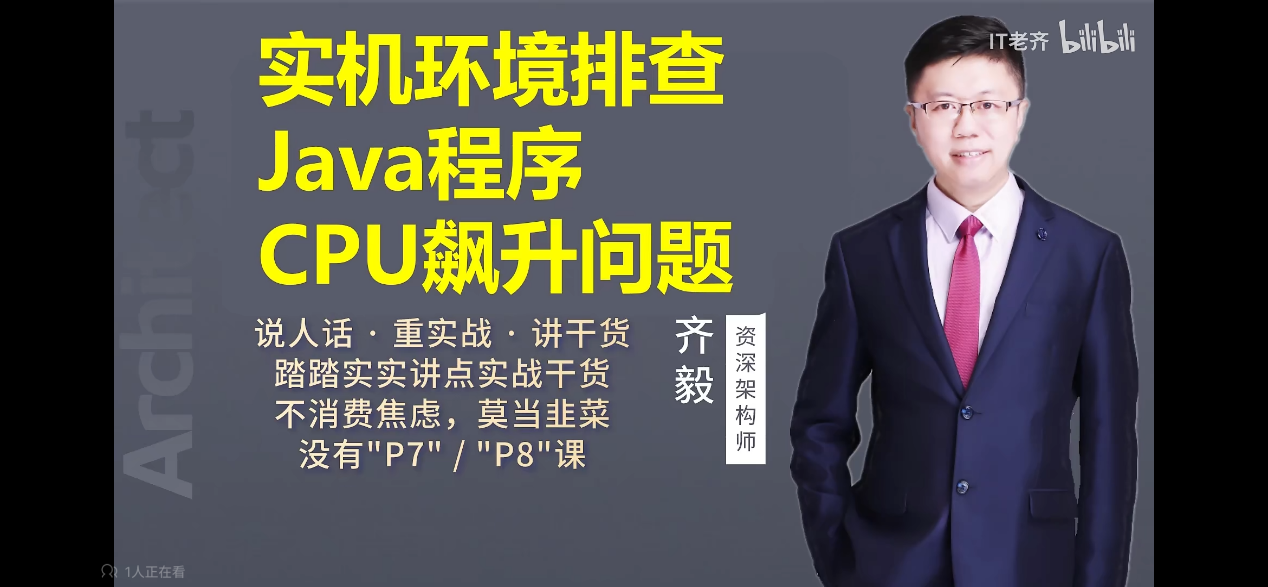 IT老齐 bilibili
实机环境排查
Java程序
CPU飙升问题
说人话 · 重实战 · 讲干货
踏踏实实讲点实战干货
不消费焦虑，莫当韭菜
没有"P7" / "P8"课
齐毅
资深架构师
Architect
1人正在看